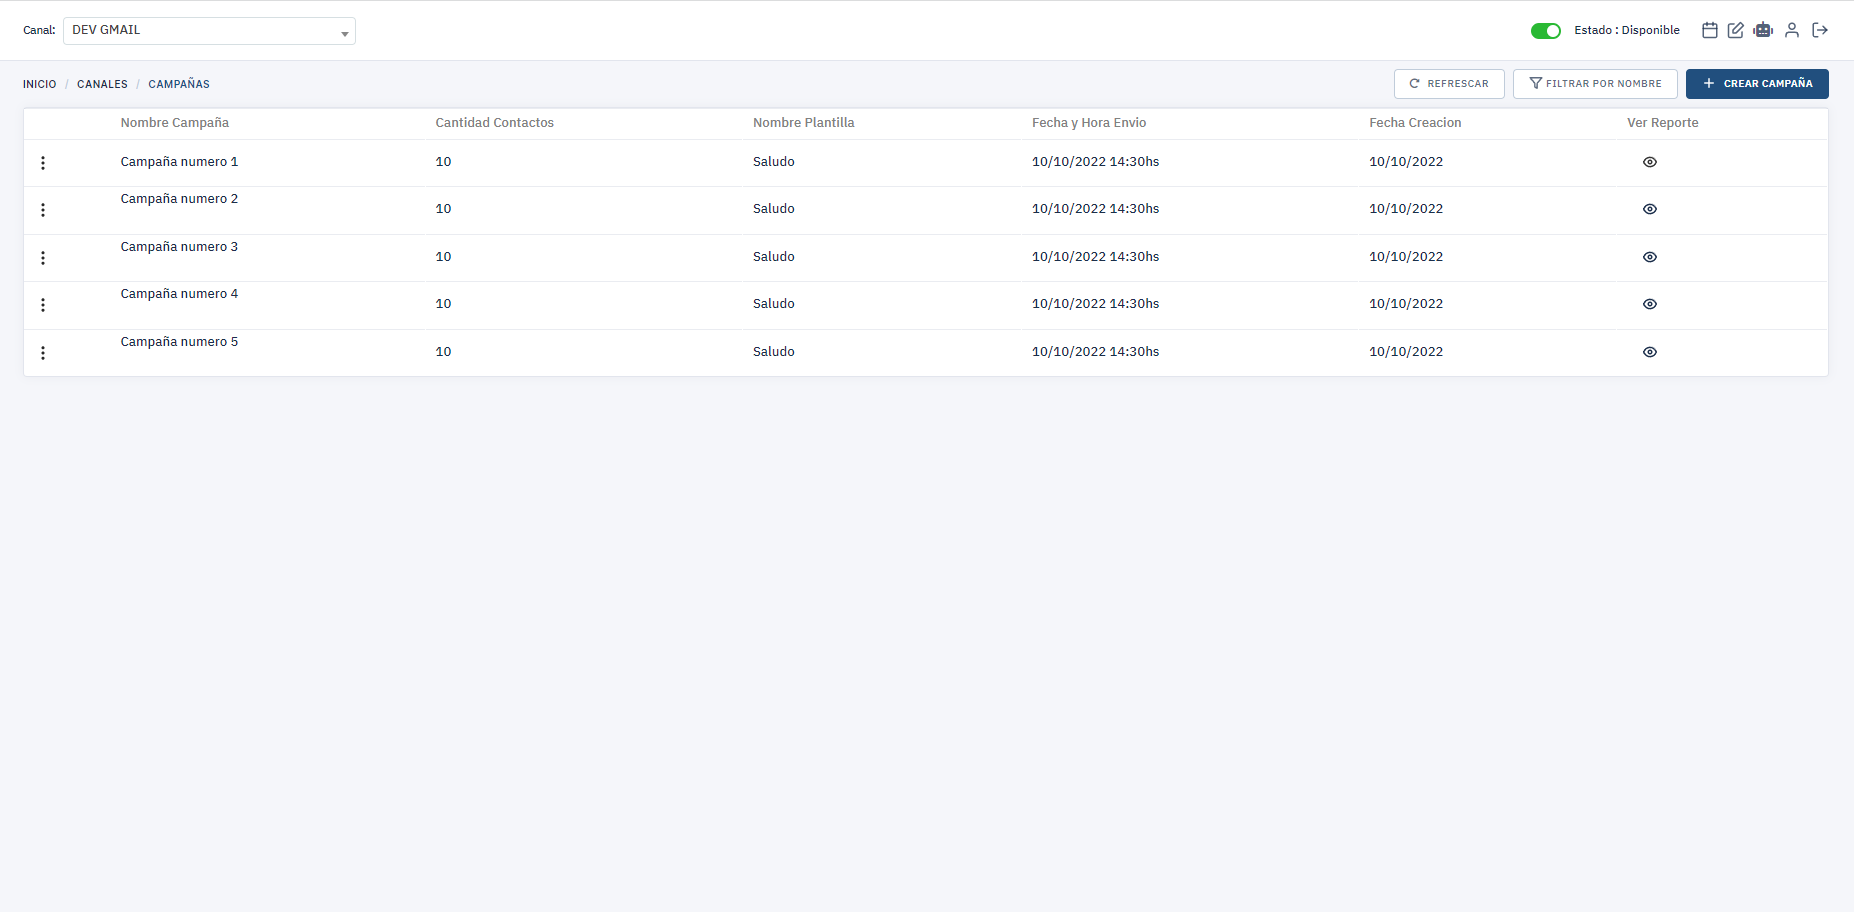 Canal: DEV GMAIL Estado : Disponible
INICIO / CANALES / CAMPAÑAS REFRESCAR FILTRAR POR NOMBRE + CREAR CAMPAÑA
Nombre Campaña Cantidad Contactos Nombre Plantilla Fecha y Hora Envio Fecha Creacion Ver Reporte
Campaña numero 1 10 Saludo 10/10/2022 14:30hs 10/10/2022
Campaña numero 2 10 Saludo 10/10/2022 14:30hs 10/10/2022
Campaña numero 3 10 Saludo 10/10/2022 14:30hs 10/10/2022
Campaña numero 4 10 Saludo 10/10/2022 14:30hs 10/10/2022
Campaña numero 5 10 Saludo 10/10/2022 14:30hs 10/10/2022